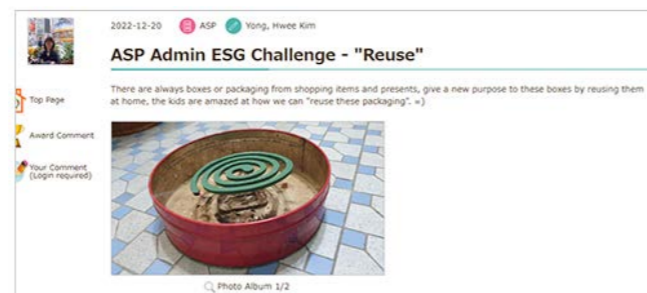 2022-12-20 ASP Yong, Hwee Kim
ASP Admin ESG Challenge - "Reuse"
There are always boxes or packaging from shopping items and presents, give a new purpose to these boxes by reusing them
at home, the kids are amazed at how we can "reuse these packaging". =)
Top Page
Award Comment
Your Comment
(Login required)
Photo Album 1/2